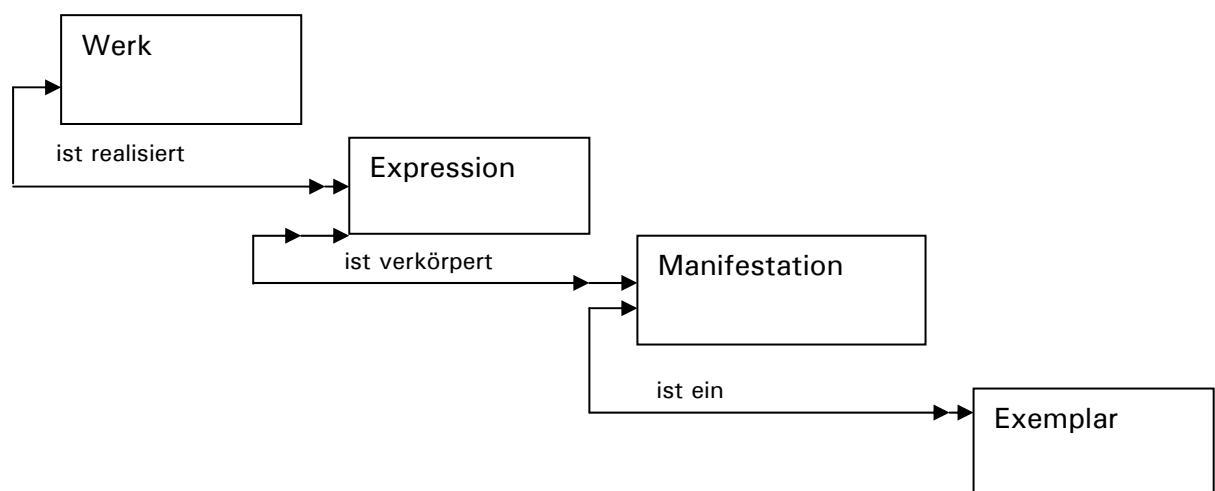 Werk
ist realisiert
Expression
ist verkörpert
Manifestation
ist ein
Exemplar